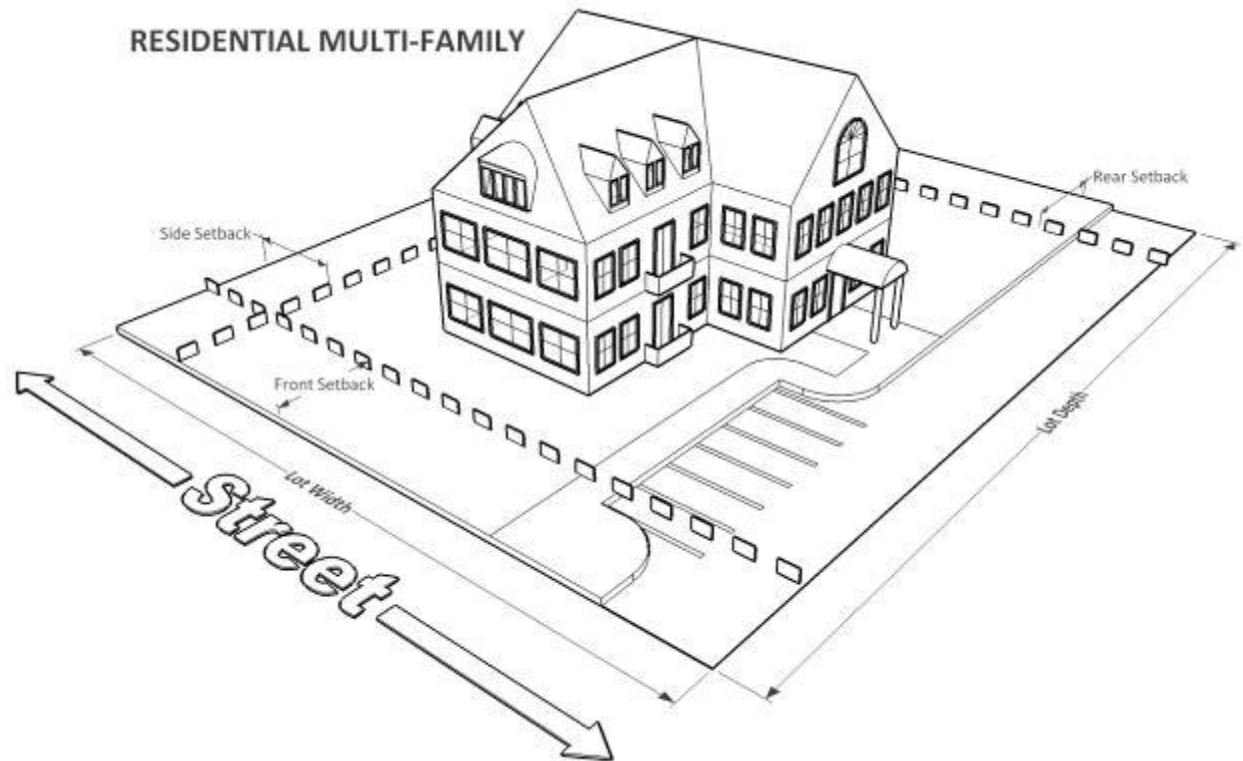 RESIDENTIAL MULTI-FAMILY
Rear Setback
Side Setback
Front Setback
Lot Depth
Lot Width
Street